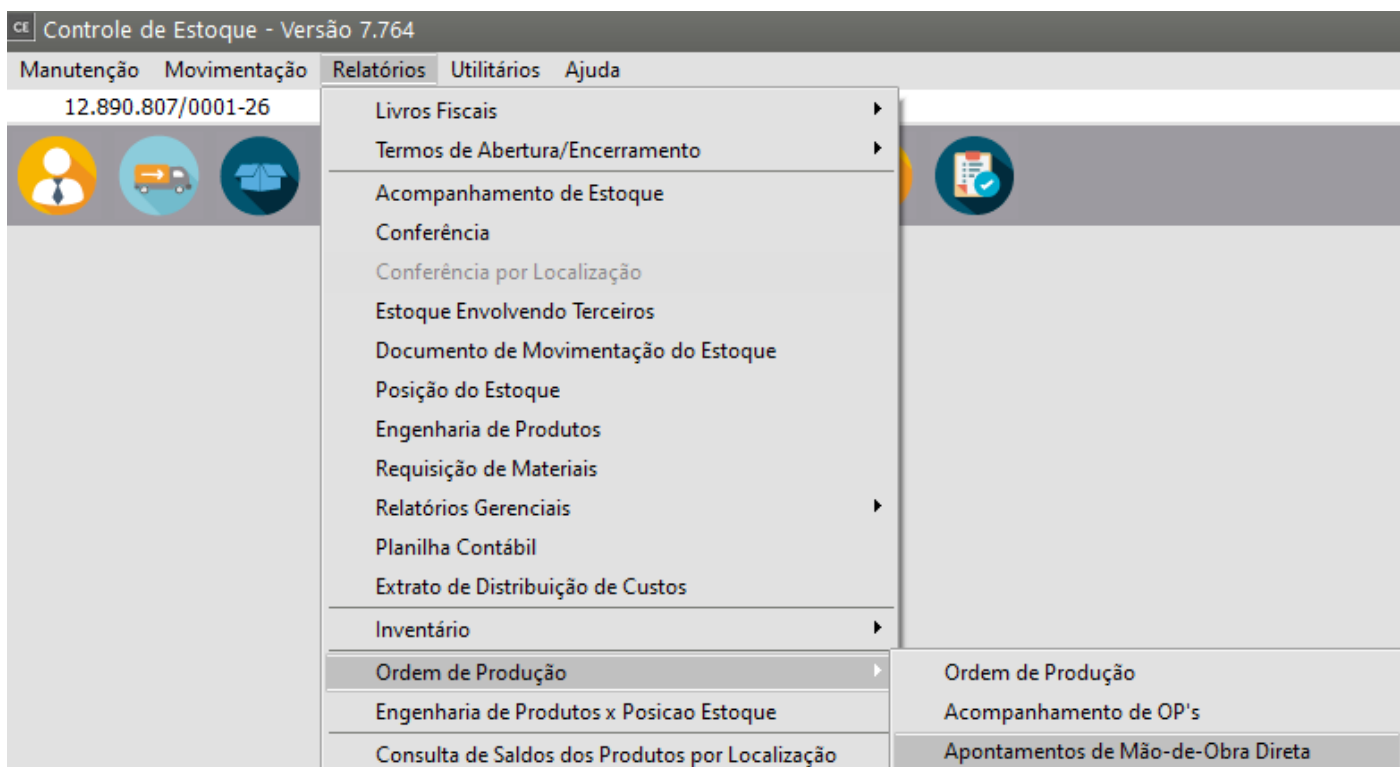 CE Controle de Estoque - Versão 7.764
Manutenção Movimentação Relatórios Utilitários Ajuda
12.890.807/0001-26
Livros Fiscais
Termos de Abertura/Encerramento
Acompanhamento de Estoque
Conferência
Conferência por Localização
Estoque Envolvendo Terceiros
Documento de Movimentação do Estoque
Posição do Estoque
Engenharia de Produtos
Requisição de Materiais
Relatórios Gerenciais
Planilha Contábil
Extrato de Distribuição de Custos
Inventário
Ordem de Produção
Ordem de Produção
Engenharia de Produtos x Posicao Estoque
Acompanhamento de OP's
Consulta de Saldos dos Produtos por Localização
Apontamentos de Mão-de-Obra Direta